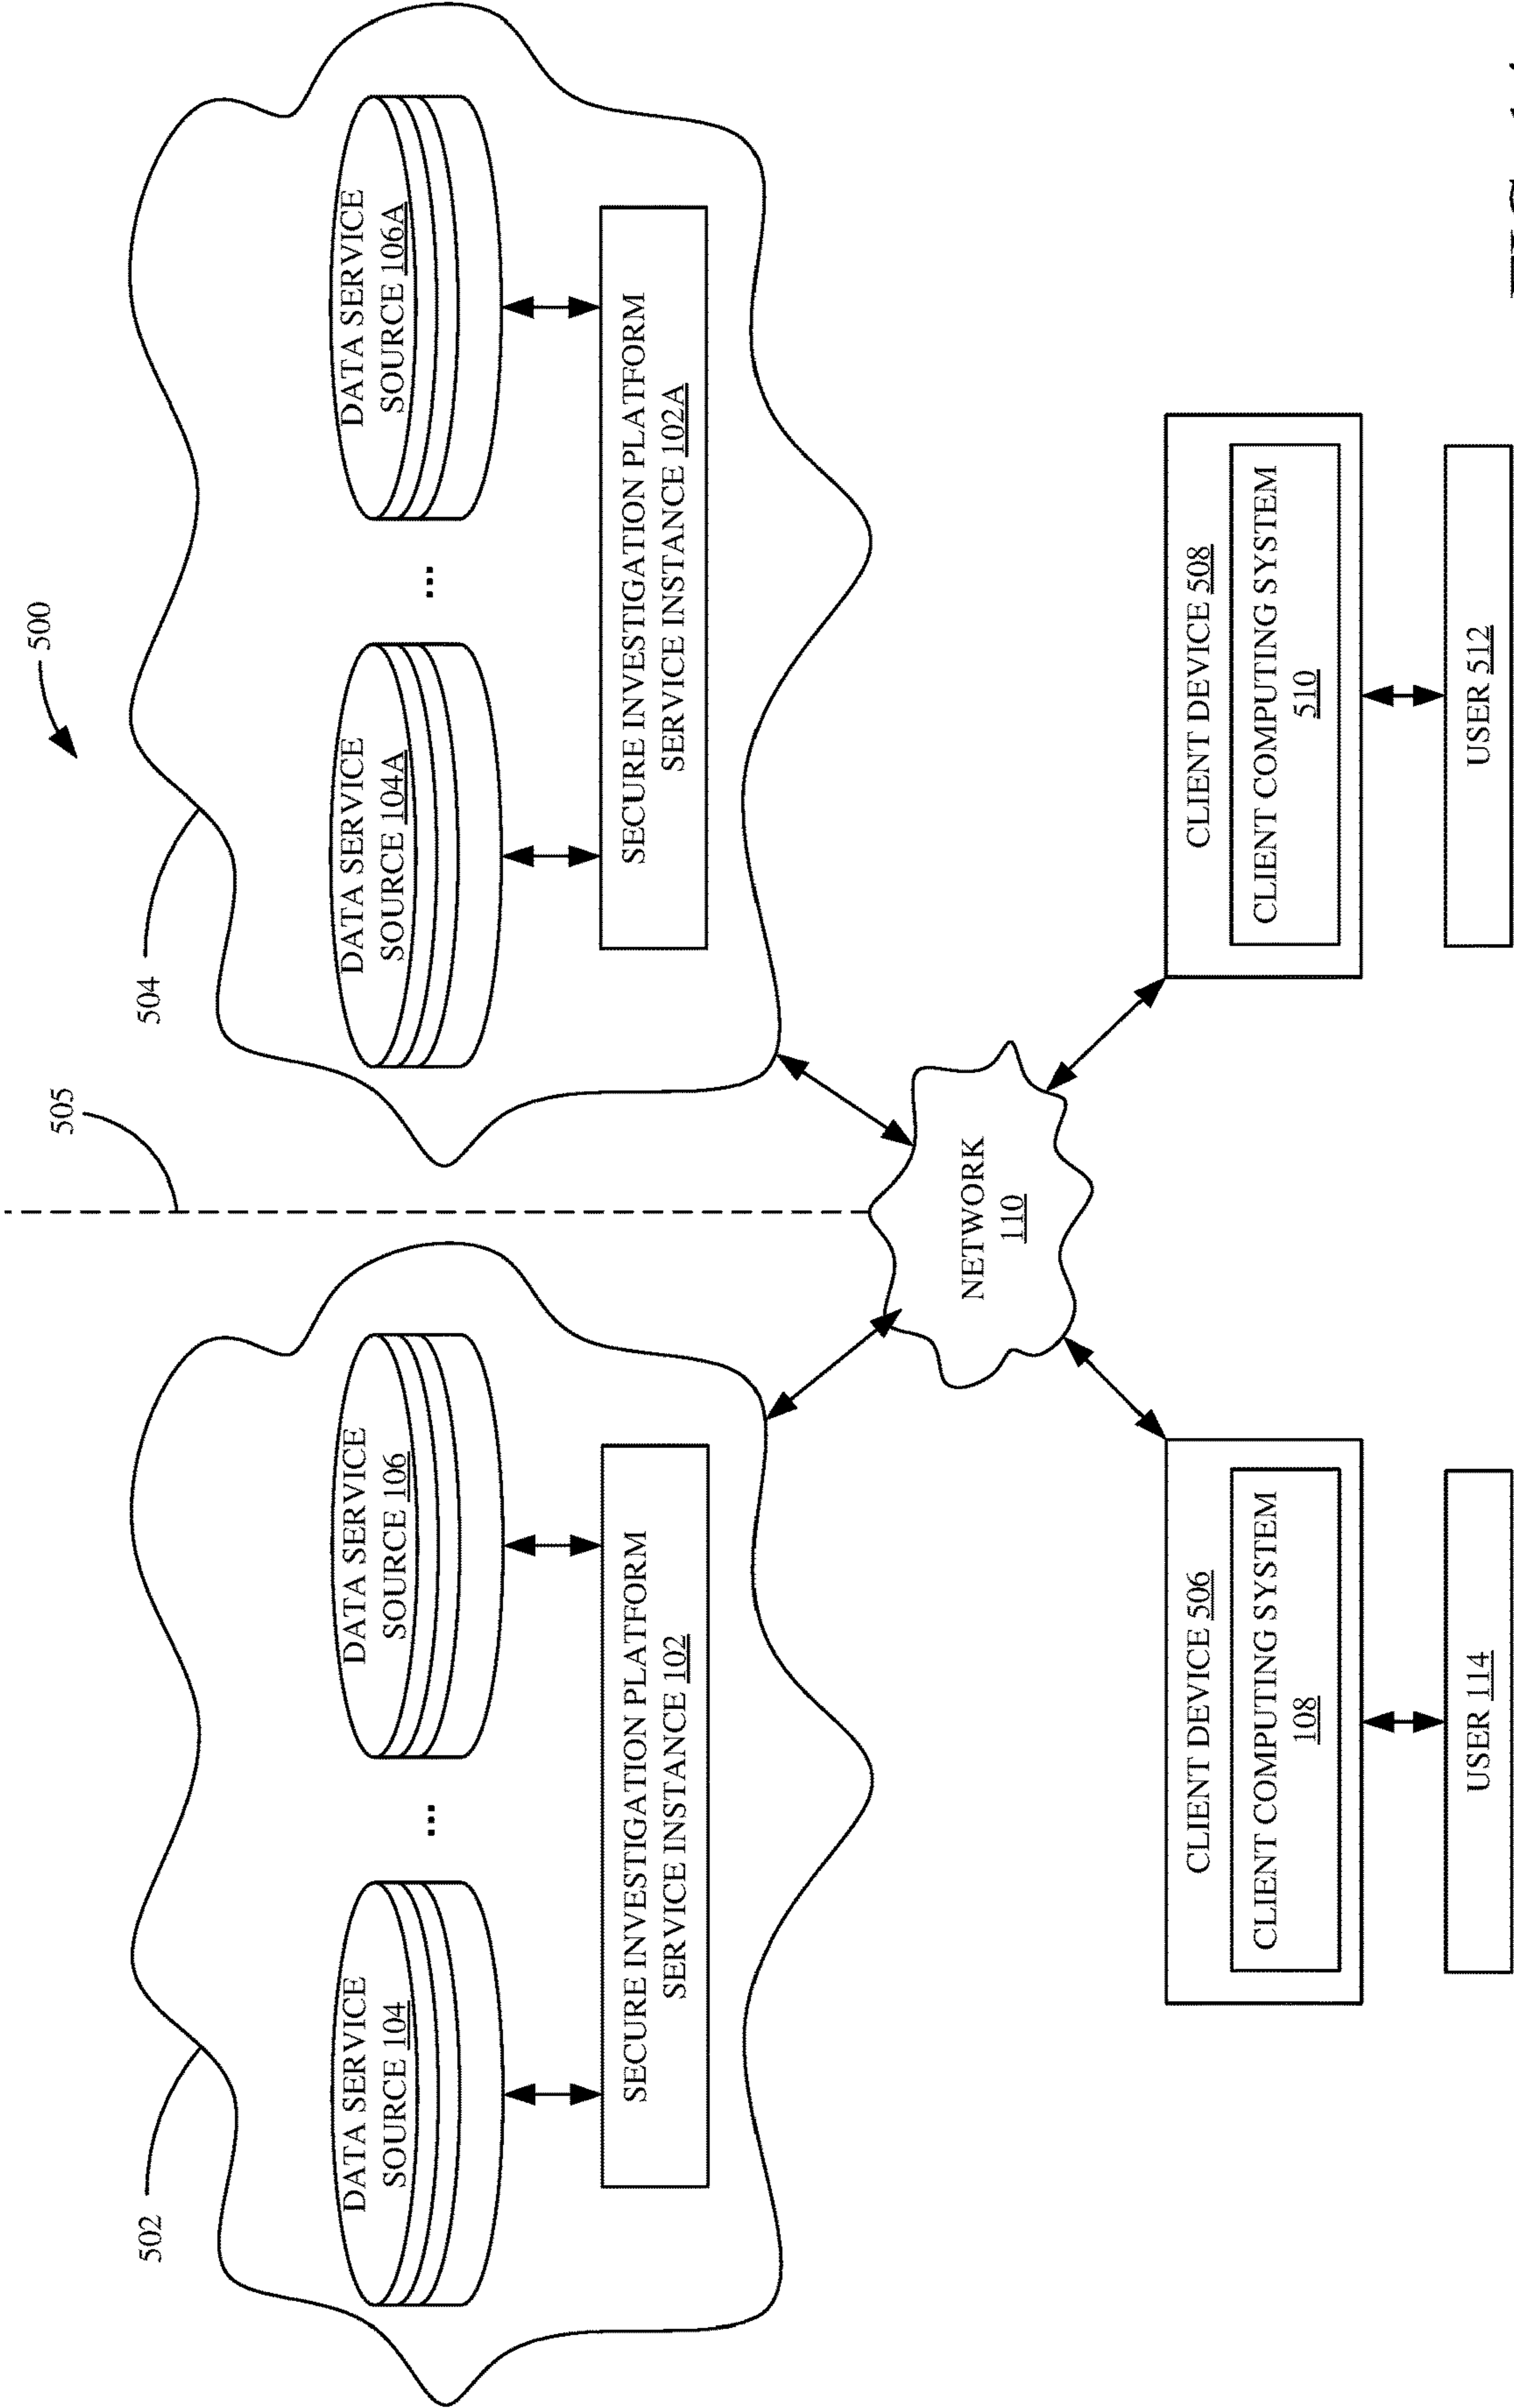 500
502
505
504
DATA SERVICE
SOURCE 104
...
DATA SERVICE
SOURCE 106
SECURE INVESTIGATION PLATFORM
SERVICE INSTANCE 102
DATA SERVICE
SOURCE 104A
...
DATA SERVICE
SOURCE 106A
SECURE INVESTIGATION PLATFORM
SERVICE INSTANCE 102A
NETWORK
110
CLIENT DEVICE 506
CLIENT COMPUTING SYSTEM
108
USER 114
CLIENT DEVICE 508
CLIENT COMPUTING SYSTEM
510
USER 512